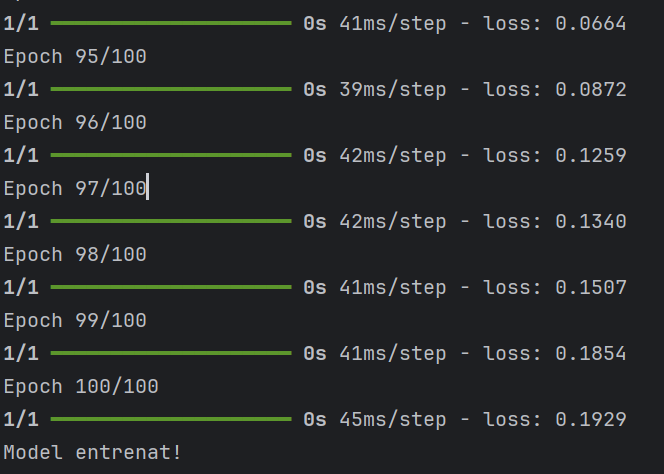 1/1 ━━━━━━━━━━━━━━━━━━━━ 0s 41ms/step - loss: 0.0664
Epoch 95/100
1/1 ━━━━━━━━━━━━━━━━━━━━ 0s 39ms/step - loss: 0.0872
Epoch 96/100
1/1 ━━━━━━━━━━━━━━━━━━━━ 0s 42ms/step - loss: 0.1259
Epoch 97/100
1/1 ━━━━━━━━━━━━━━━━━━━━ 0s 42ms/step - loss: 0.1340
Epoch 98/100
1/1 ━━━━━━━━━━━━━━━━━━━━ 0s 41ms/step - loss: 0.1507
Epoch 99/100
1/1 ━━━━━━━━━━━━━━━━━━━━ 0s 41ms/step - loss: 0.1854
Epoch 100/100
1/1 ━━━━━━━━━━━━━━━━━━━━ 0s 45ms/step - loss: 0.1929
Model entrenat!